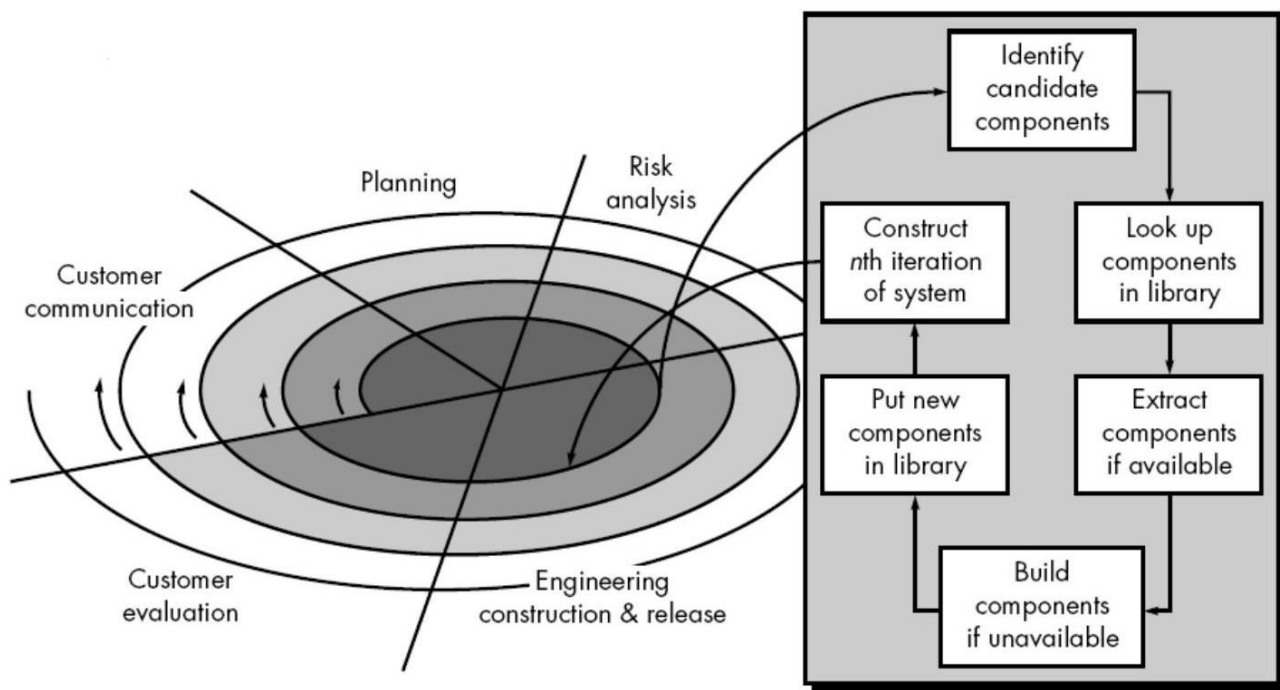 Planning
Risk
analysis
Customer
communication
Customer
evaluation
Engineering
construction & release
Identify
candidate
components
Look up
components
in library
Extract
components
if available
Build
components
if unavailable
Put new
components
in library
Construct
nth iteration
of system